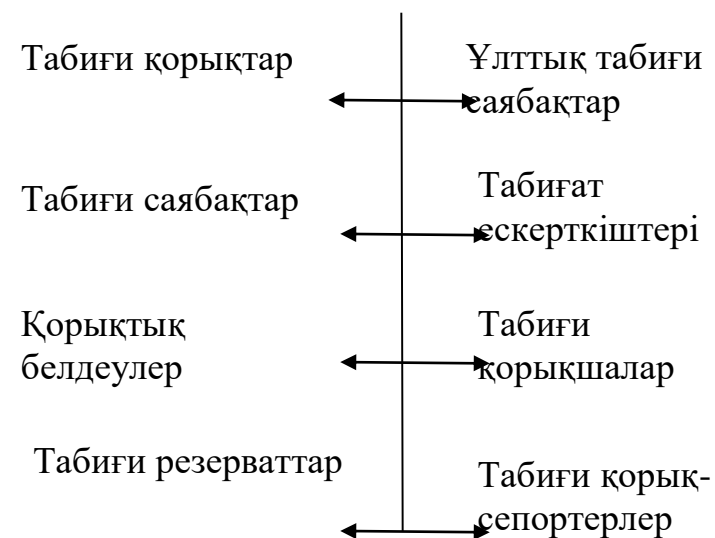 Табиғи қорықтар
Ұлттық табиғи
саябақтар
Табиғи саябақтар
Табиғат
ескерткіштері
Қорықтық
белдеулер
Табиғи
қорықшалар
Табиғи резерваттар
Табиғи қорық-
сепортерлер